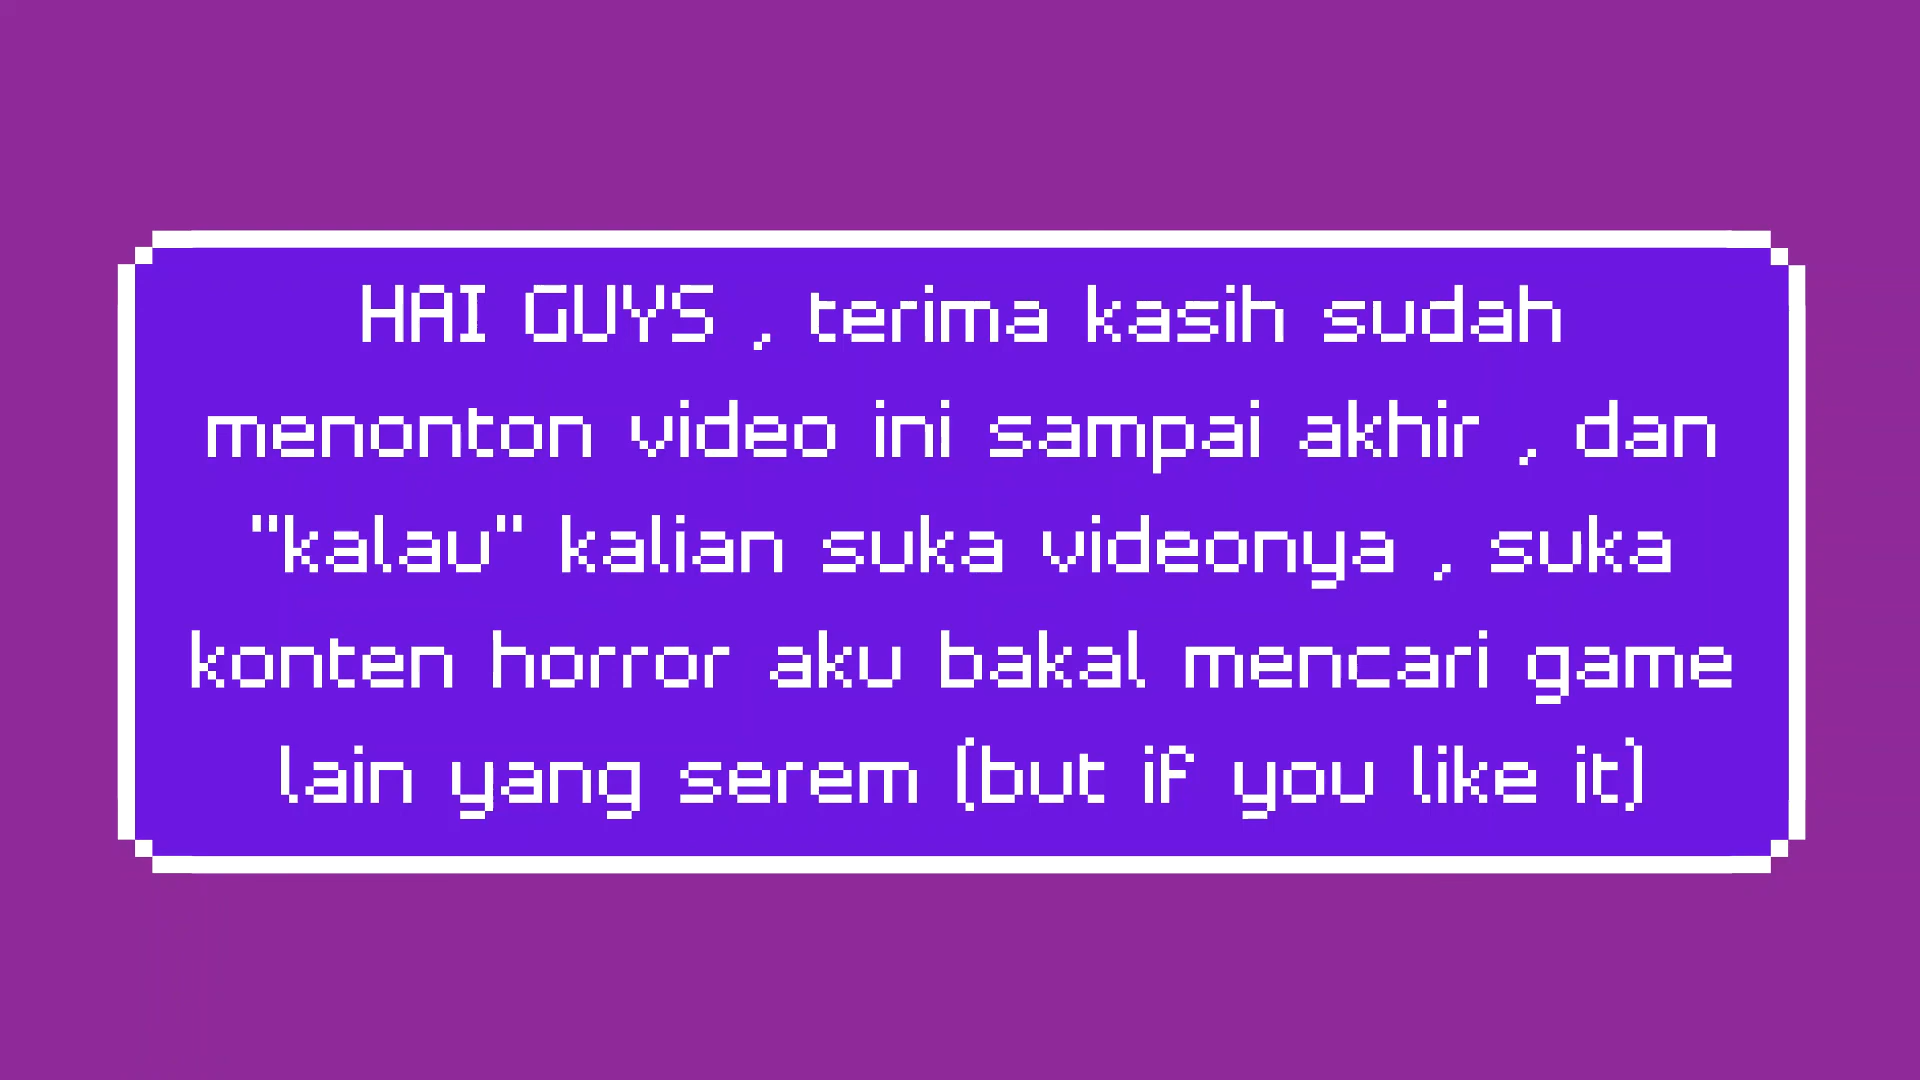 HAI GUYS , terima kasih sudah
menonton video ini sampai akhir , dan
"kalau" kalian suka videonya , suka
konten horror aku bakal mencari game
lain yang serem (but if you like it)